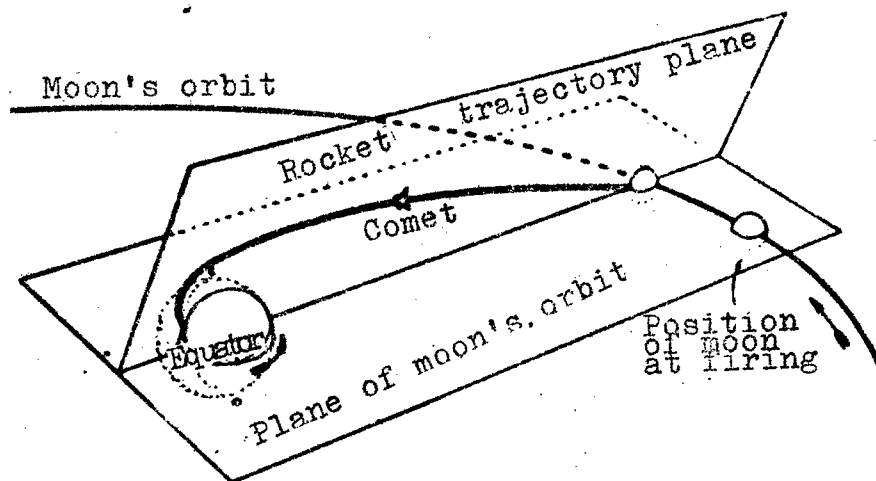 Moon's orbit
Rocket trajectory plane
Comet
Equator
Plane of moon's orbit
Position
of moon
at firing